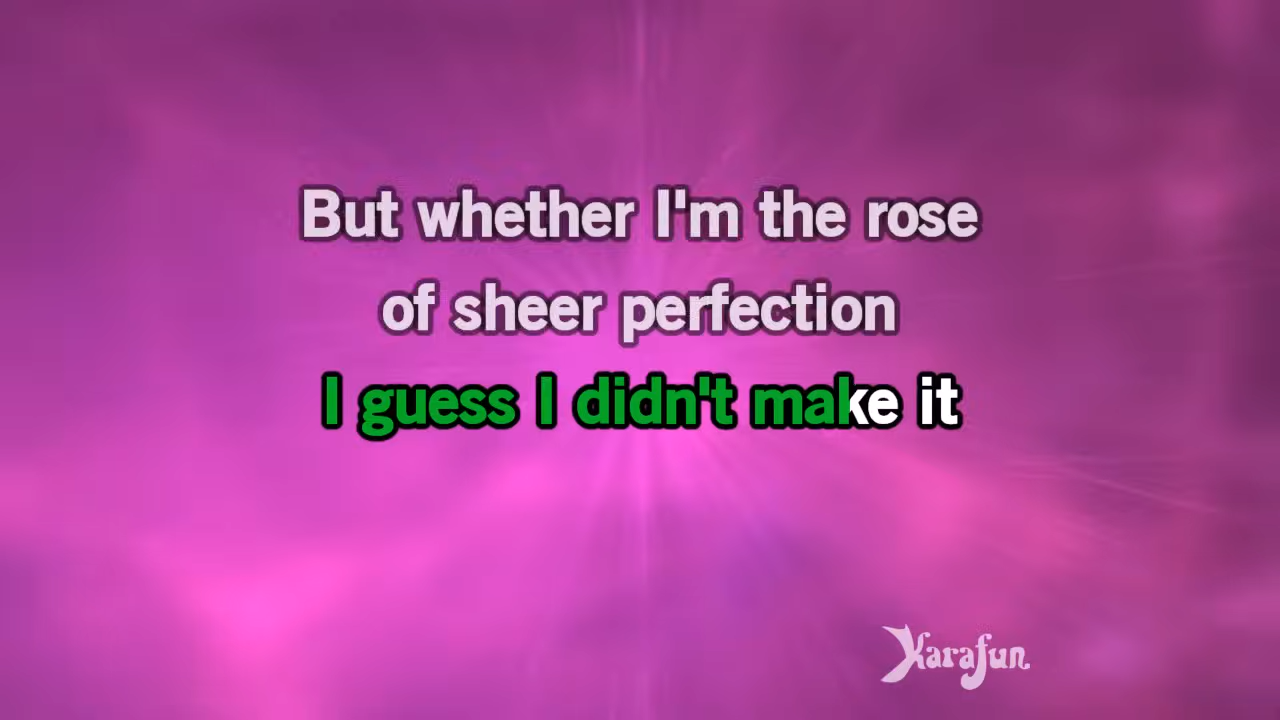 But whether I'm the rose
of sheer perfection
I guess I didn't make it
Karafun